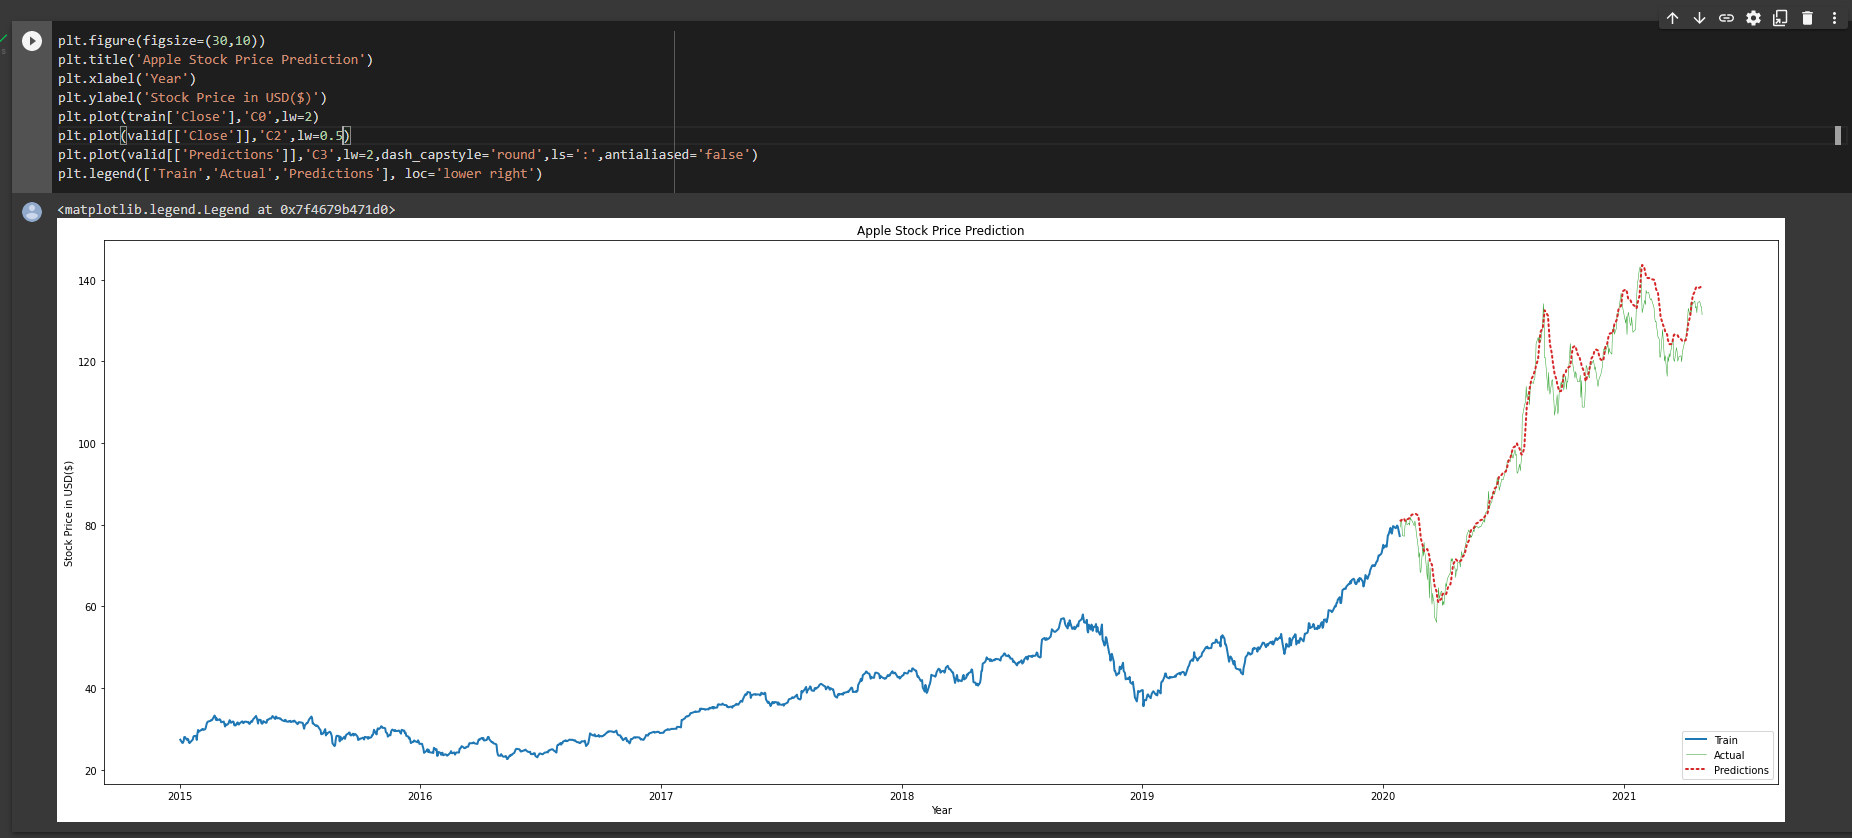 plt.figure(figsize=(30,10))
plt.title('Apple Stock Price Prediction')
plt.xlabel('Year')
plt.ylabel('Stock Price in USD($)')
plt.plot(train['Close'],'C0',lw=2)
plt.plot(valid[['Close']],'C2',lw=0.5)
plt.plot(valid[['Predictions']],'C3',lw=2,dash_capstyle='round',ls=':',antialiased='false')
plt.legend(['Train','Actual','Predictions'], loc='lower right')
<matplotlib.legend.Legend at 0x7f4679b471d0>
Apple Stock Price Prediction
Stock Price in USD($)
140
120
100
80
60
40
20
Train
Actual
Predictions
2015 2016 2017 2018 2019 2020 2021
Year